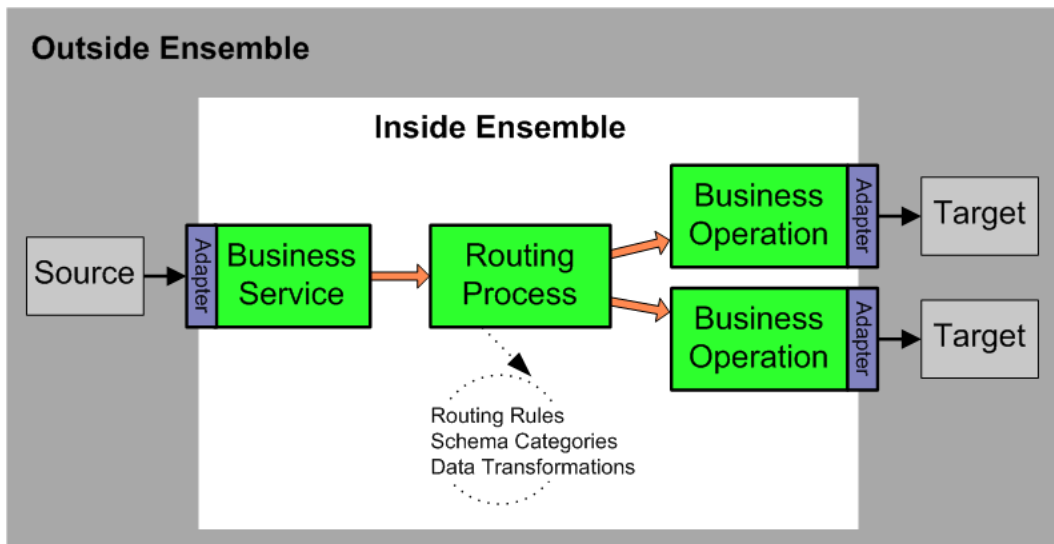 Outside Ensemble
Inside Ensemble
Source
Adapter
Business
Service
Routing
Process
Business
Operation
Adapter
Target
Business
Operation
Adapter
Target
Routing Rules
Schema Categories
Data Transformations